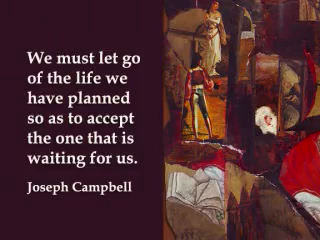 We must let go
of the life we
have planned
so as to accept
the one that is
waiting for us.
Joseph Campbell